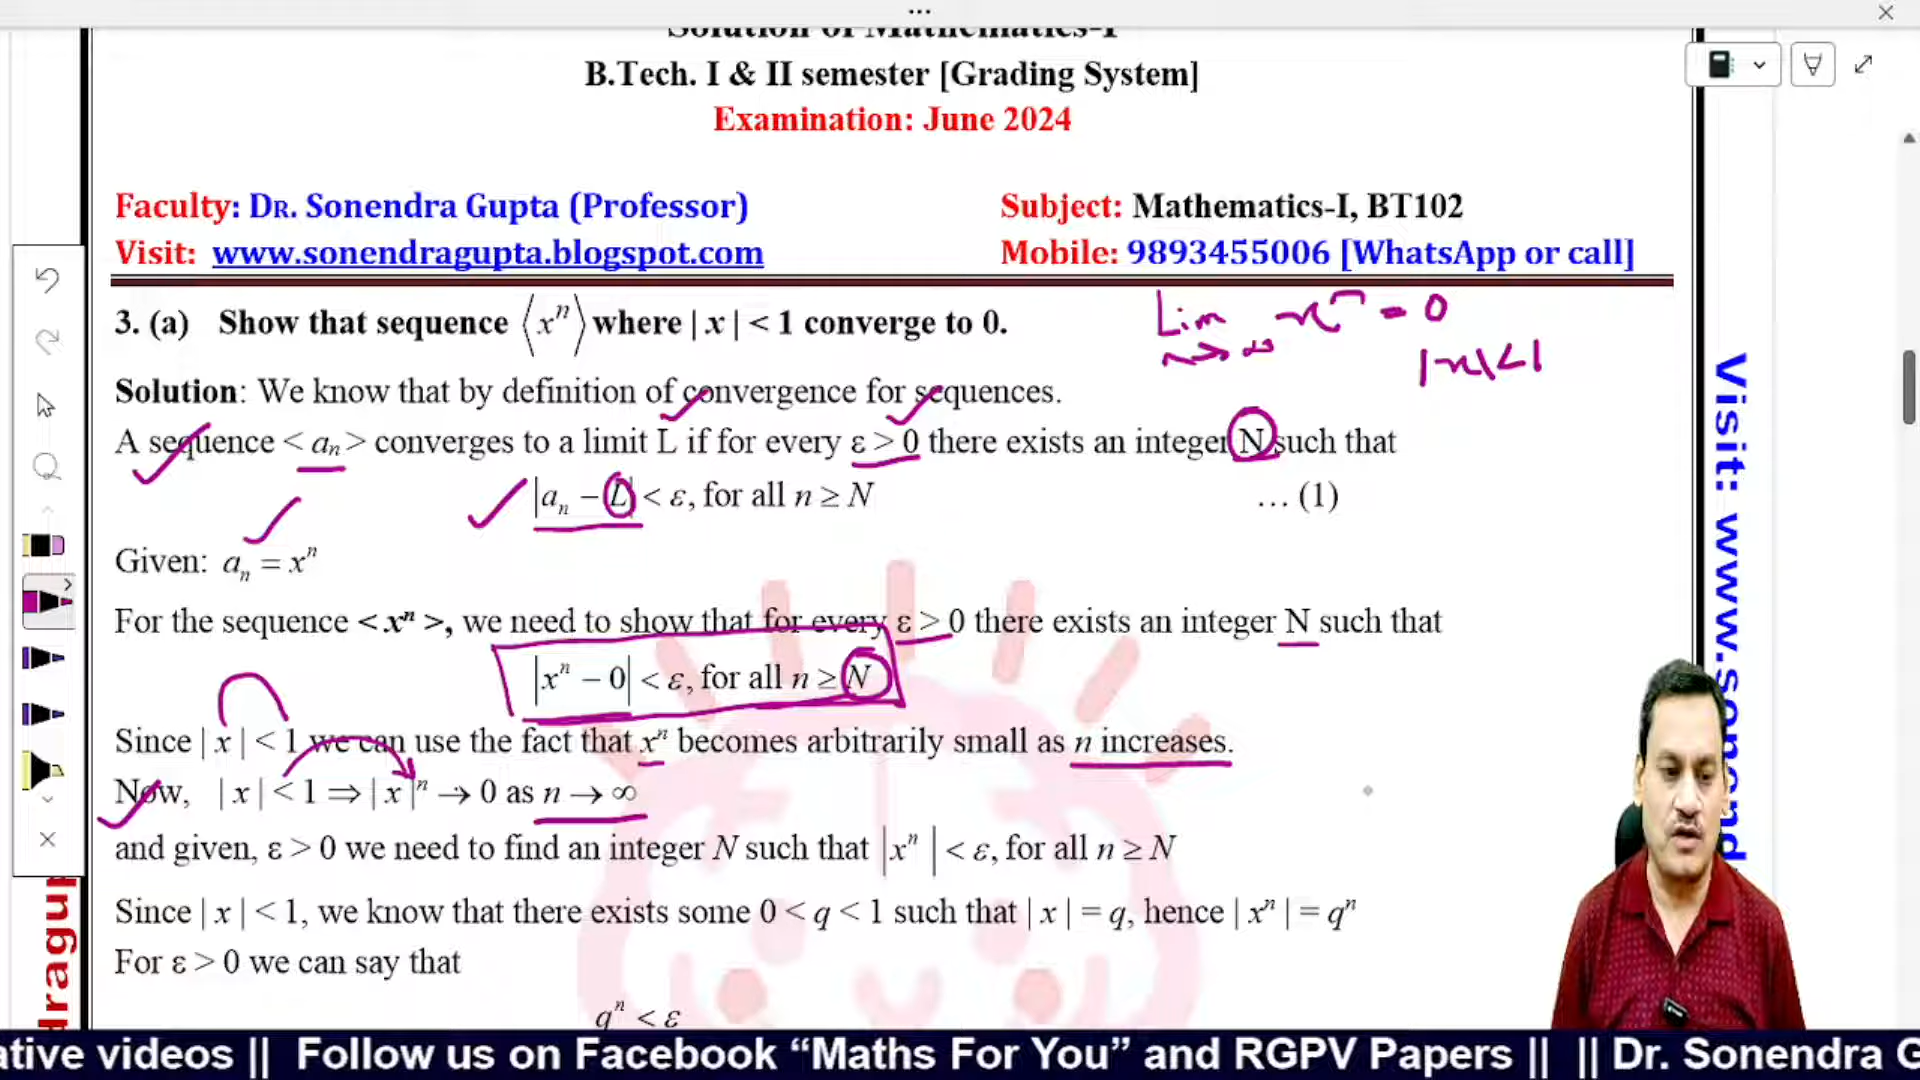 ...
Solution of Mathematics-I
B.Tech. I & II semester [Grading System]
Examination: June 2024
Faculty: DR. Sonendra Gupta (Professor)
Subject: Mathematics-I, BT102
Visit: www.sonendragupta.blogspot.com
Mobile: 9893455006 [WhatsApp or call]
3. (a) Show that sequence ⟨xⁿ⟩ where | x | < 1 converge to 0.
Lim xⁿ = 0
n→∞ |x|<1
Solution: We know that by definition of convergence for sequences.
A sequence < aₙ > converges to a limit L if for every ε > 0 there exists an integer N such that
|aₙ − L| < ε, for all n ≥ N … (1)
Given: aₙ = xⁿ
For the sequence < xⁿ >, we need to show that for every ε > 0 there exists an integer N such that
|xⁿ − 0| < ε, for all n ≥ N
Since | x | < 1 we can use the fact that xⁿ becomes arbitrarily small as n increases.
Now, | x | < 1 ⇒ | x |ⁿ → 0 as n → ∞
and given, ε > 0 we need to find an integer N such that |xⁿ| < ε, for all n ≥ N
Since | x | < 1, we know that there exists some 0 < q < 1 such that | x | = q, hence | xⁿ | = qⁿ
For ε > 0 we can say that
qⁿ < ε
Visit: www.sonend
dragup
ative videos || Follow us on Facebook “Maths For You” and RGPV Papers || || Dr. Sonendra G